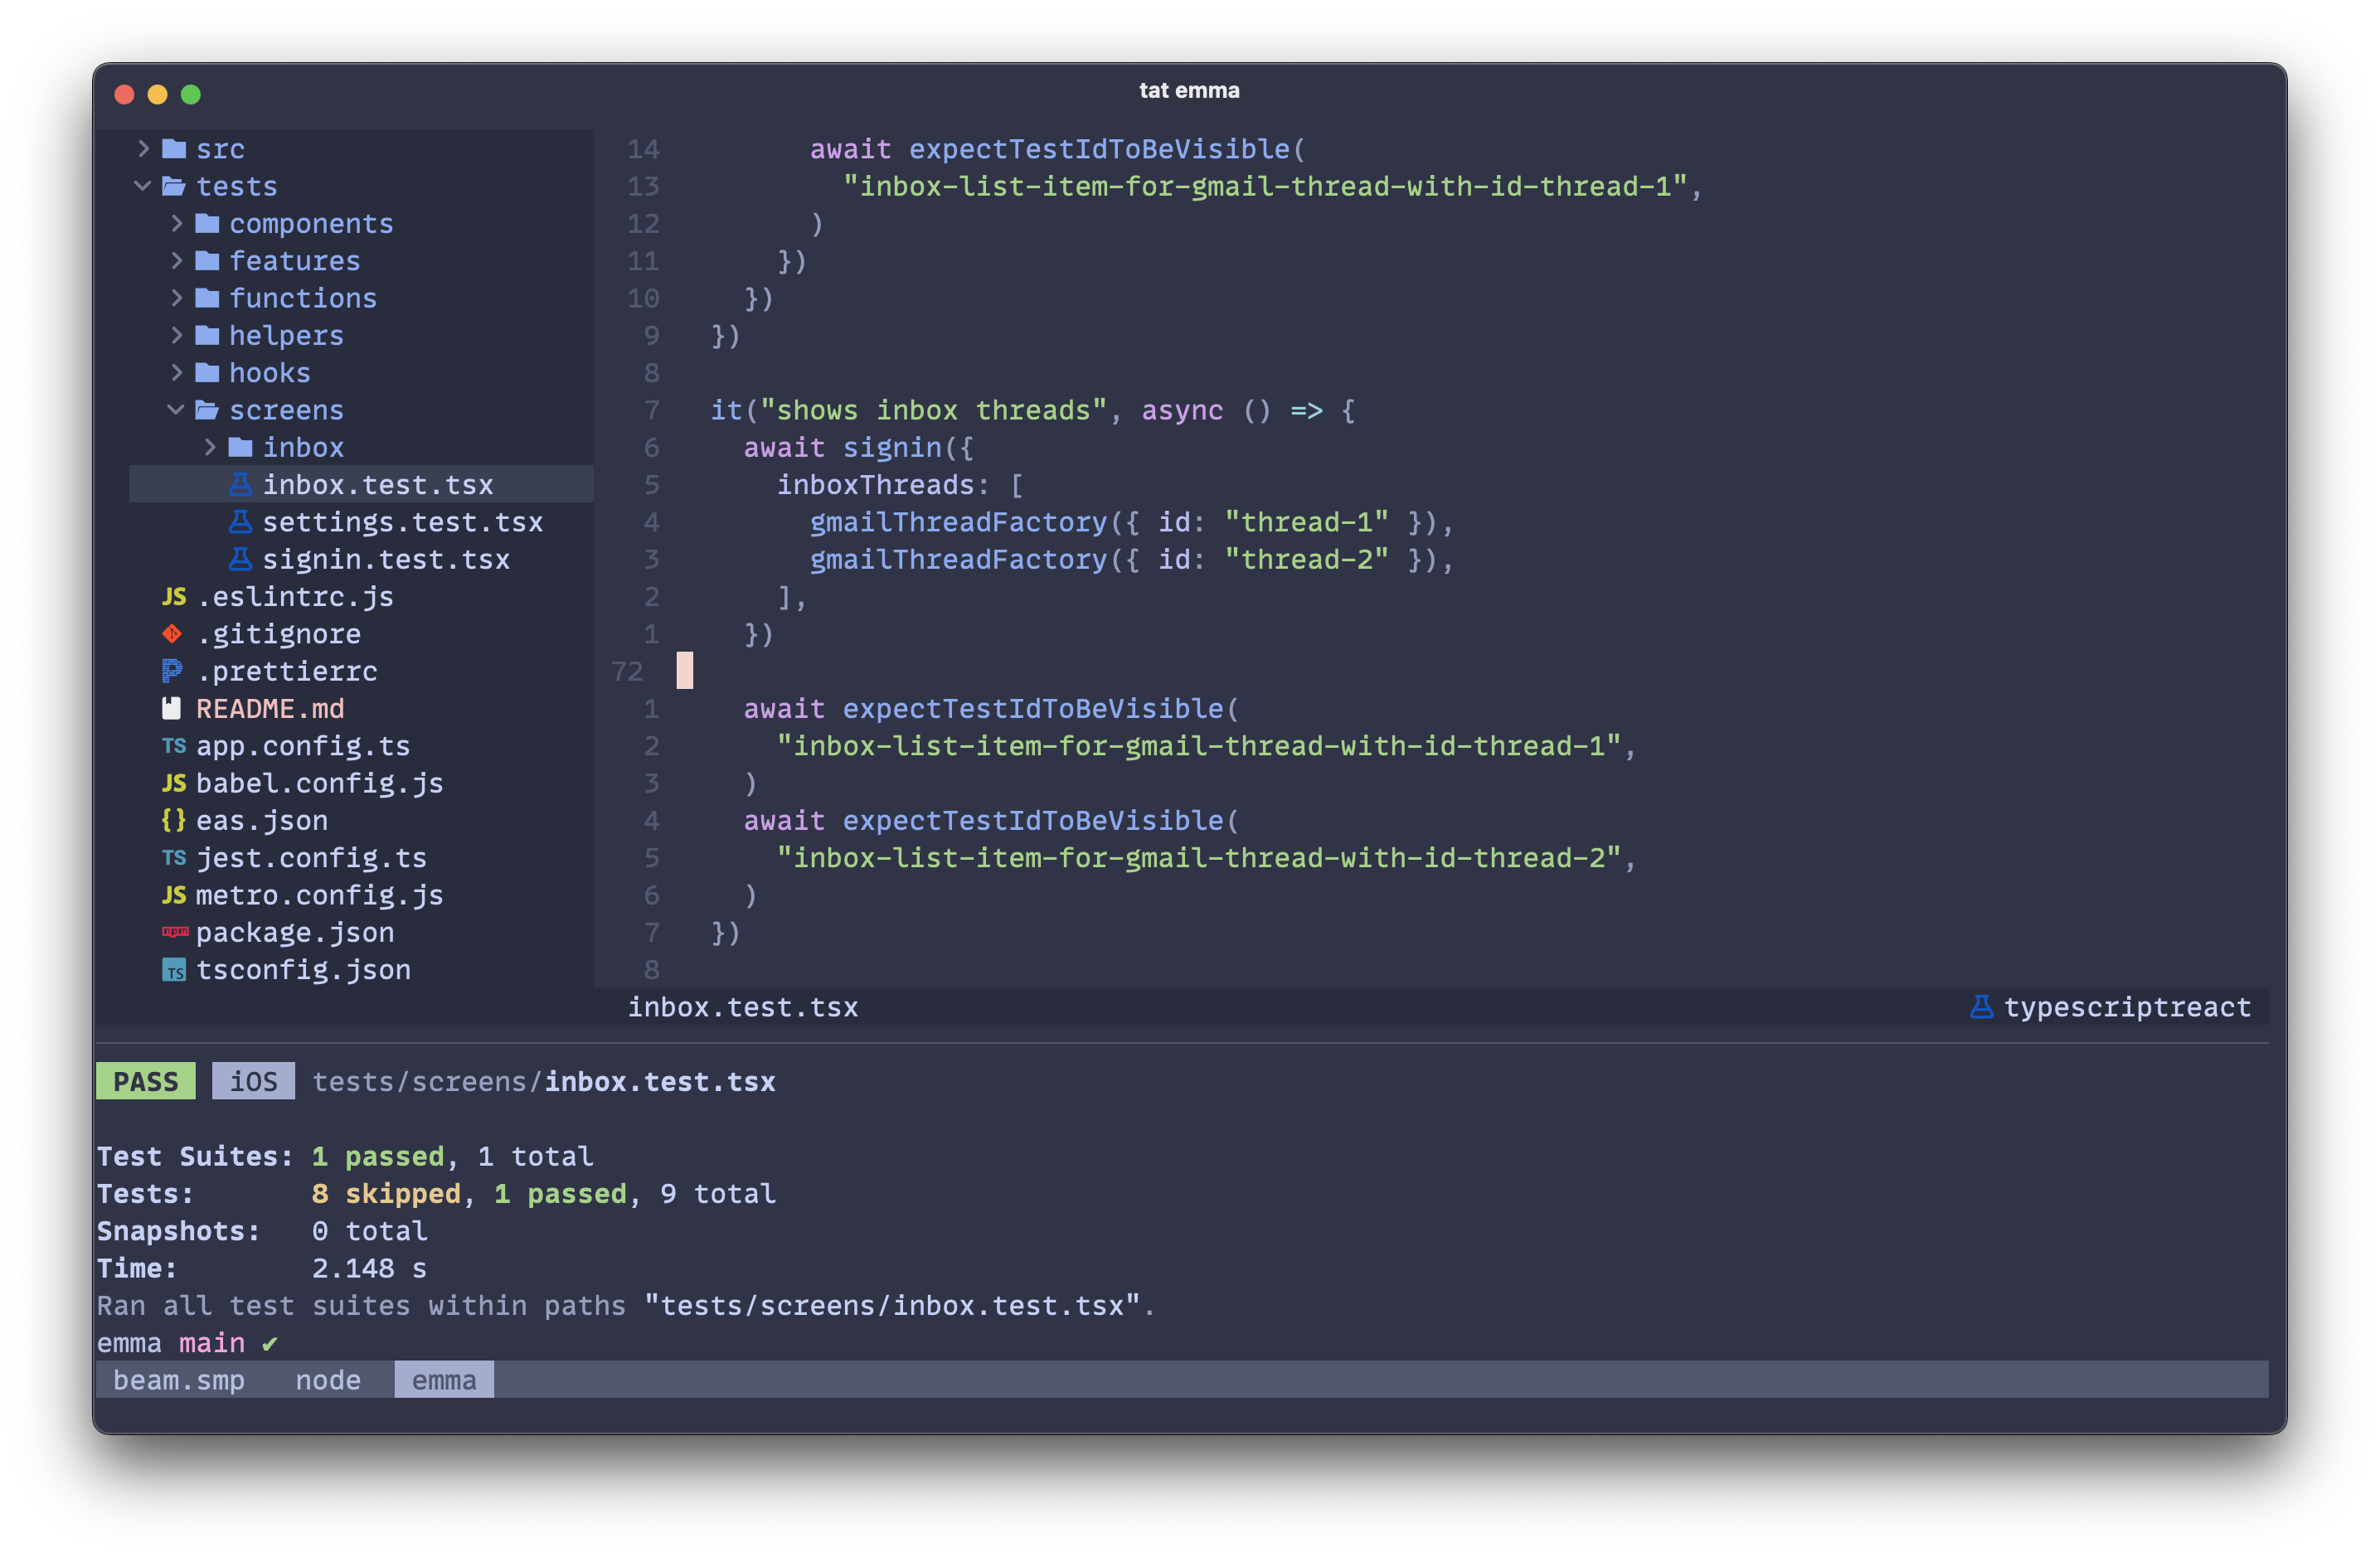 tat emma
src
tests
components
features
functions
helpers
hooks
screens
inbox
inbox.test.tsx
settings.test.tsx
signin.test.tsx
JS .eslintrc.js
.gitignore
.prettierrc
README.md
TS app.config.ts
JS babel.config.js
{} eas.json
TS jest.config.ts
JS metro.config.js
npm package.json
TS tsconfig.json
14 await expectTestIdToBeVisible(
13 "inbox-list-item-for-gmail-thread-with-id-thread-1",
12 )
11 })
10 })
9 })
8
7 it("shows inbox threads", async () => {
6 await signin({
5 inboxThreads: [
4 gmailThreadFactory({ id: "thread-1" }),
3 gmailThreadFactory({ id: "thread-2" }),
2 ],
1 })
72
1 await expectTestIdToBeVisible(
2 "inbox-list-item-for-gmail-thread-with-id-thread-1",
3 )
4 await expectTestIdToBeVisible(
5 "inbox-list-item-for-gmail-thread-with-id-thread-2",
6 )
7 })
8
inbox.test.tsx typescriptreact
PASS iOS tests/screens/inbox.test.tsx
Test Suites: 1 passed, 1 total
Tests: 8 skipped, 1 passed, 9 total
Snapshots: 0 total
Time: 2.148 s
Ran all test suites within paths "tests/screens/inbox.test.tsx".
emma main ✔
beam.smp node emma